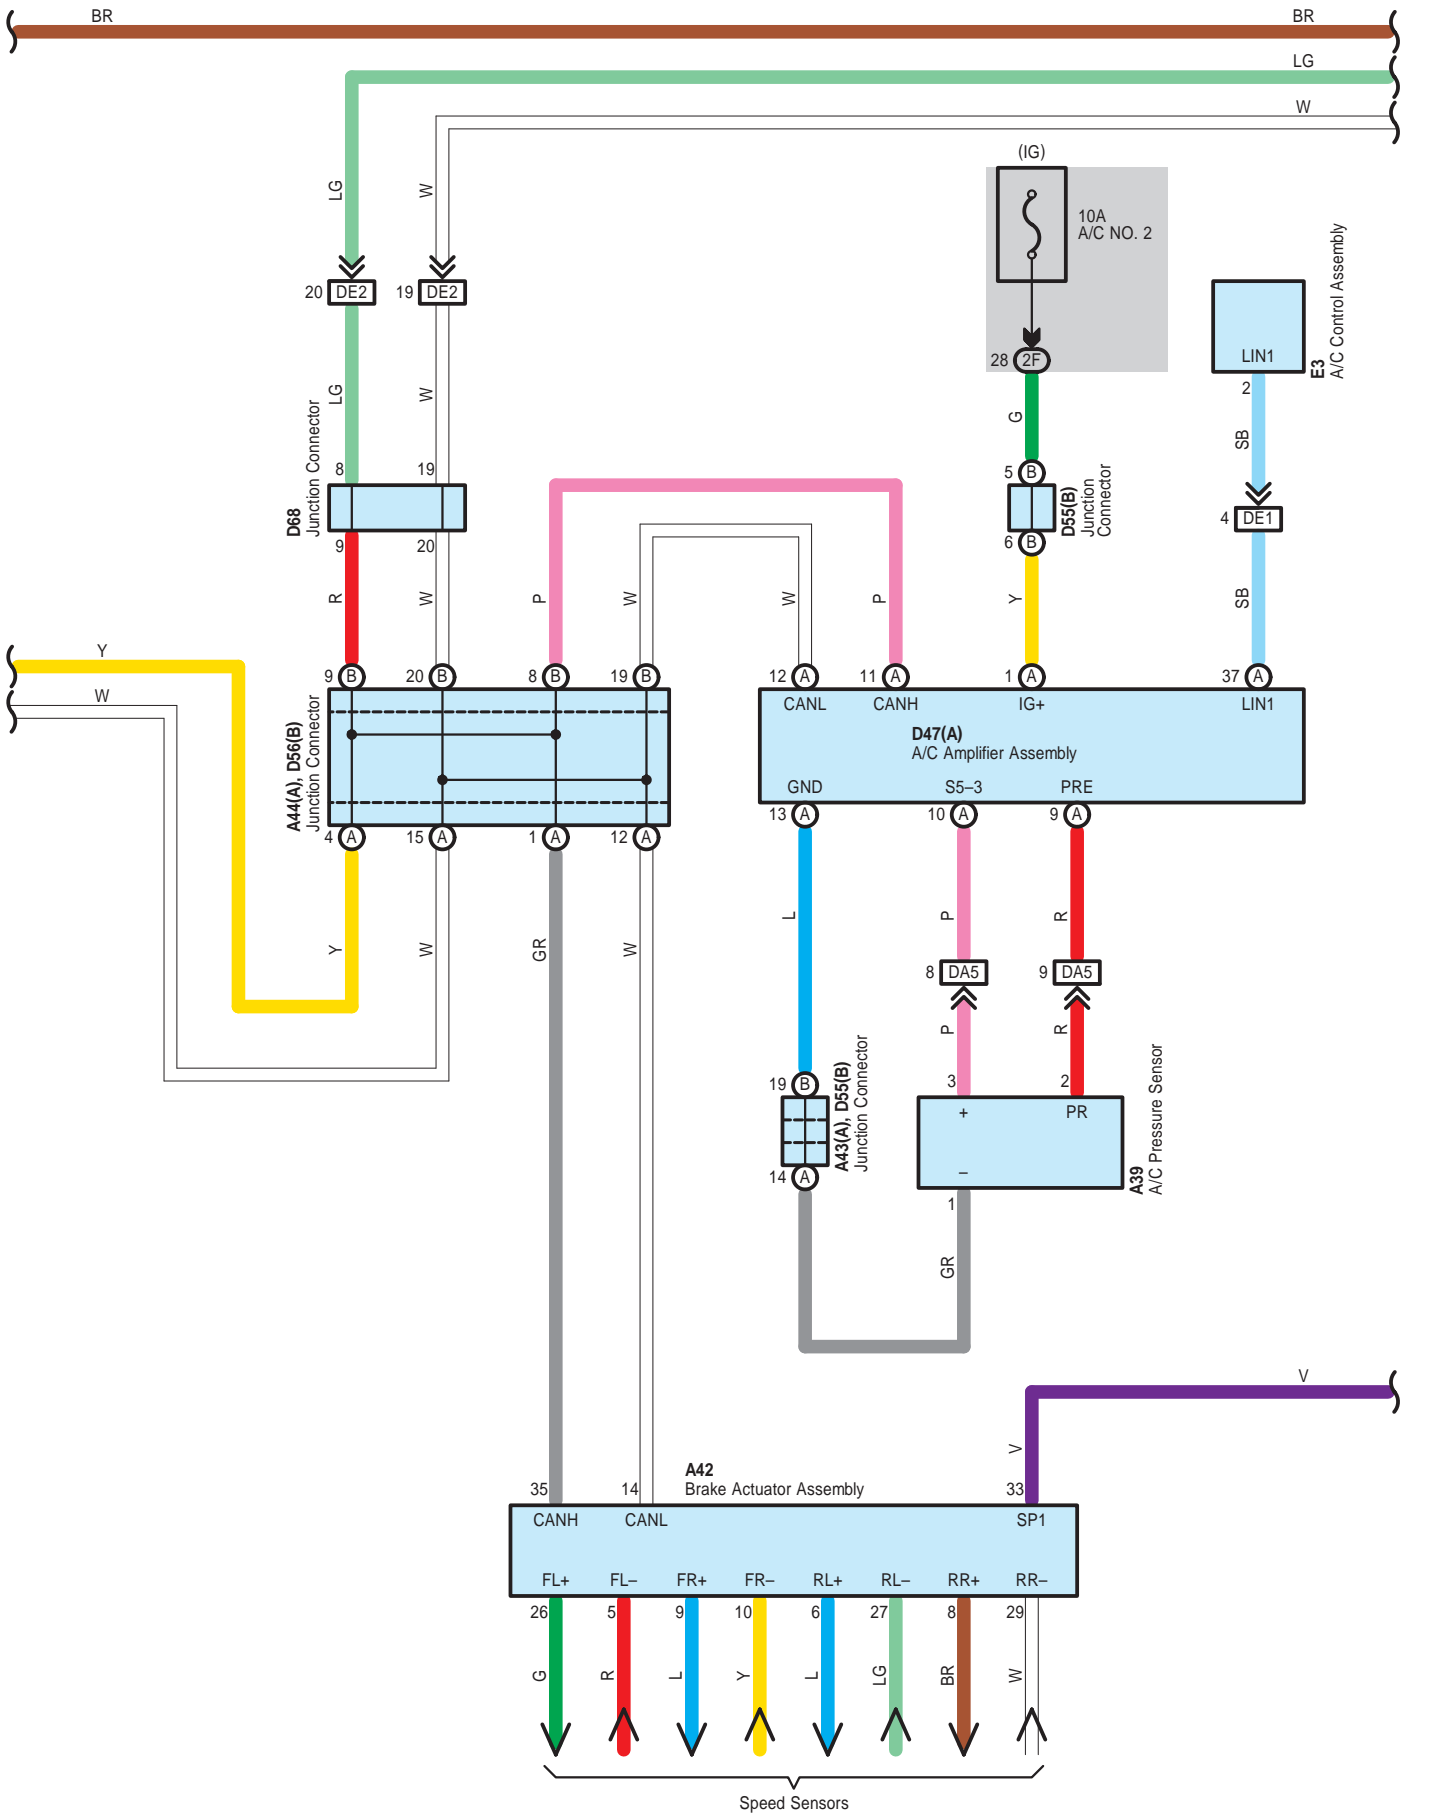 BR BR
LG
W
(IG)
10A
A/C NO. 2
LG W
20 DE2 19 DE2
28 2F
LIN1
E3
A/C Control Assembly
2
LG W
G
SB
8 19
5 B
D68
Junction Connector
D55(B)
Junction
Connector
4 DE1
9 20
6 B
R W P W W P Y SB
Y
W
9 B 20 B 8 B 19 B 12 A 11 A 1 A 37 A
CANL CANH IG+ LIN1
A44(A), D56(B)
Junction Connector
D47(A)
A/C Amplifier Assembly
GND S5–3 PRE
4 A 15 A 1 A 12 A 13 A 10 A 9 A
Y W GR W L P R
8 DA5 9 DA5
P R
19 B
3 2
A43(A), D55(B)
Junction Connector
+ PR
–
A39
A/C Pressure Sensor
14 A
1
GR
V
V
A42
Brake Actuator Assembly
35 14 33
CANH CANL SP1
FL+ FL– FR+ FR– RL+ RL– RR+ RR–
26 5 9 10 6 27 8 29
G R L Y L LG BR W
Speed Sensors